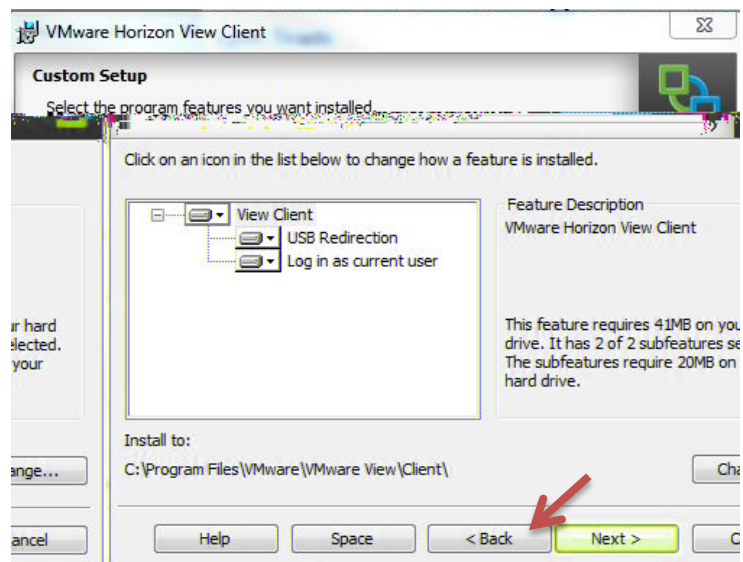 VMware Horizon View Client
Custom Setup
Select the program features you want installed.
Click on an icon in the list below to change how a feature is installed.
View Client
USB Redirection
Log in as current user
Feature Description
VMware Horizon View Client
This feature requires 41MB on you
drive. It has 2 of 2 subfeatures se
The subfeatures require 20MB on
hard drive.
ur hard
elected.
your
Install to:
C:\Program Files\VMware\VMware View\Client\
Cha
ange...
ancel
Help
Space
< Back
Next >
C